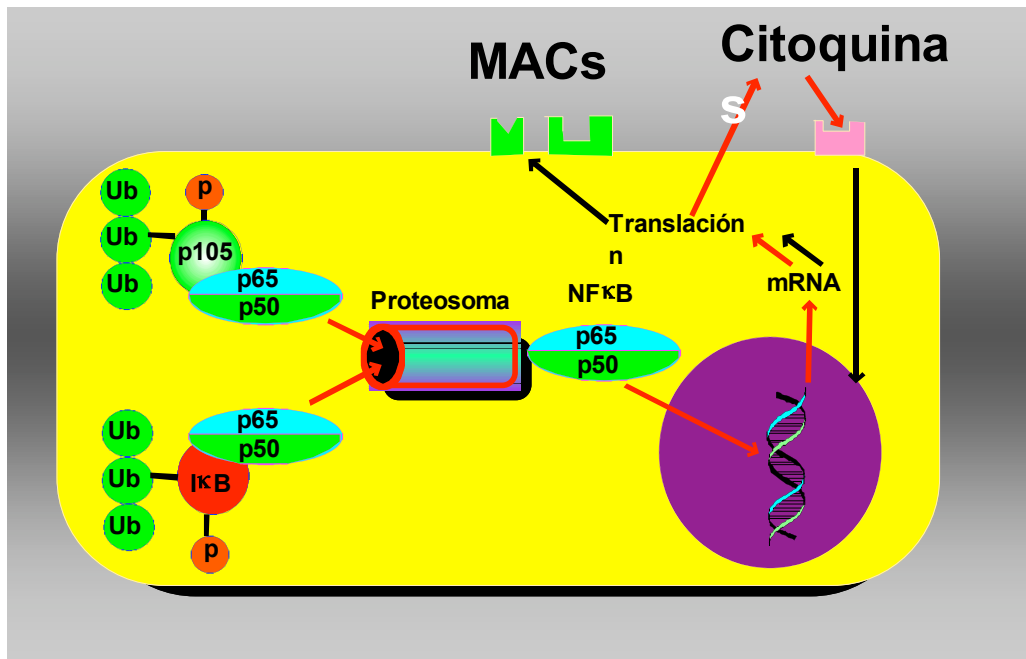 MACs
Citoquina
s
Ub
p
Ub
p105
Ub
p65
p50
Proteosoma
Translación
n
NFκB
mRNA
p65
p50
p65
p50
Ub
Ub
IκB
Ub
p